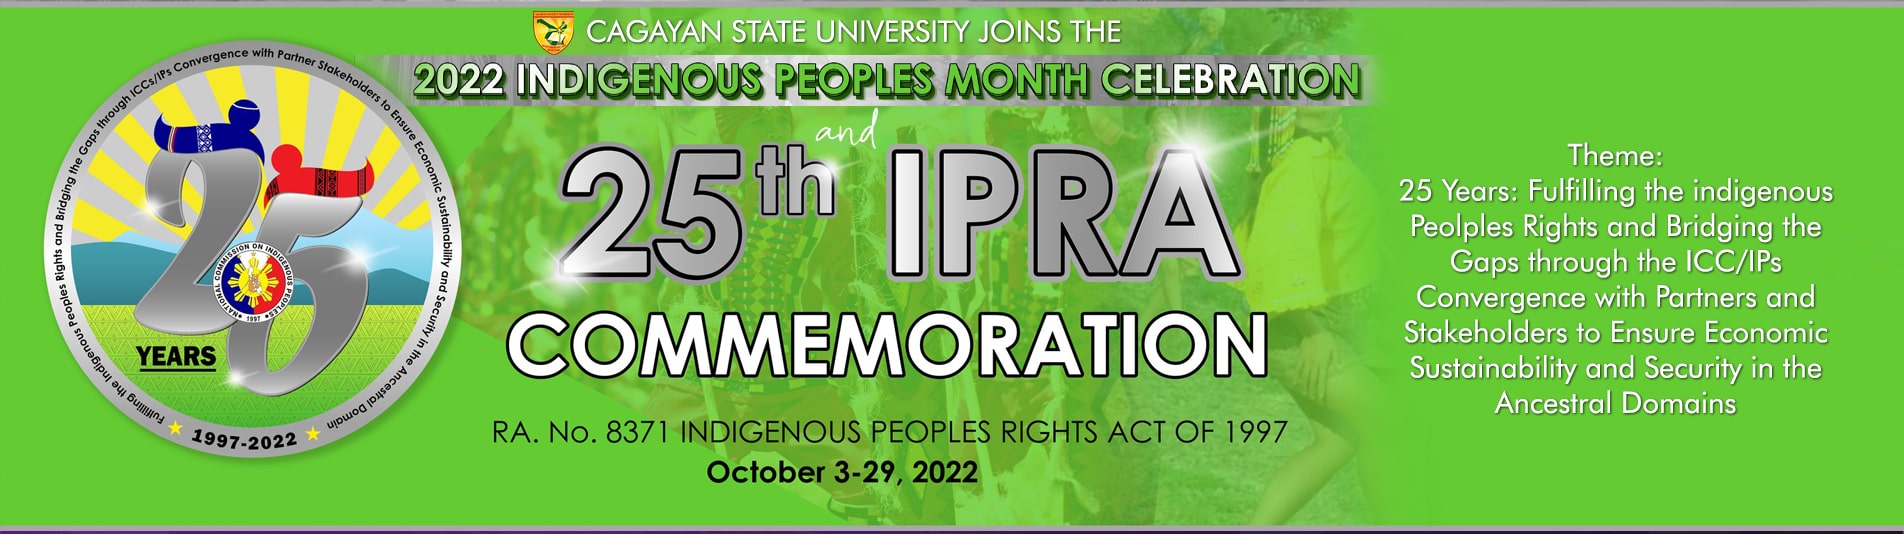 CAGAYAN STATE UNIVERSITY JOINS THE
2022 INDIGENOUS PEOPLES MONTH CELEBRATION
and
25th IPRA
COMMEMORATION
RA. No. 8371 INDIGENOUS PEOPLES RIGHTS ACT OF 1997
October 3-29, 2022
Fulfilling the Indigenous Peoples Rights and Bridging the Gaps through ICCs/IPs Convergence with Partner Stakeholders to Ensure Economic Sustainability and Security in the Ancestral Domain
25
NATIONAL COMMISSION ON INDIGENOUS PEOPLES
1997
YEARS
1997-2022
Theme:
25 Years: Fulfilling the indigenous
Peolples Rights and Bridging the
Gaps through the ICC/IPs
Convergence with Partners and
Stakeholders to Ensure Economic
Sustainability and Security in the
Ancestral Domains